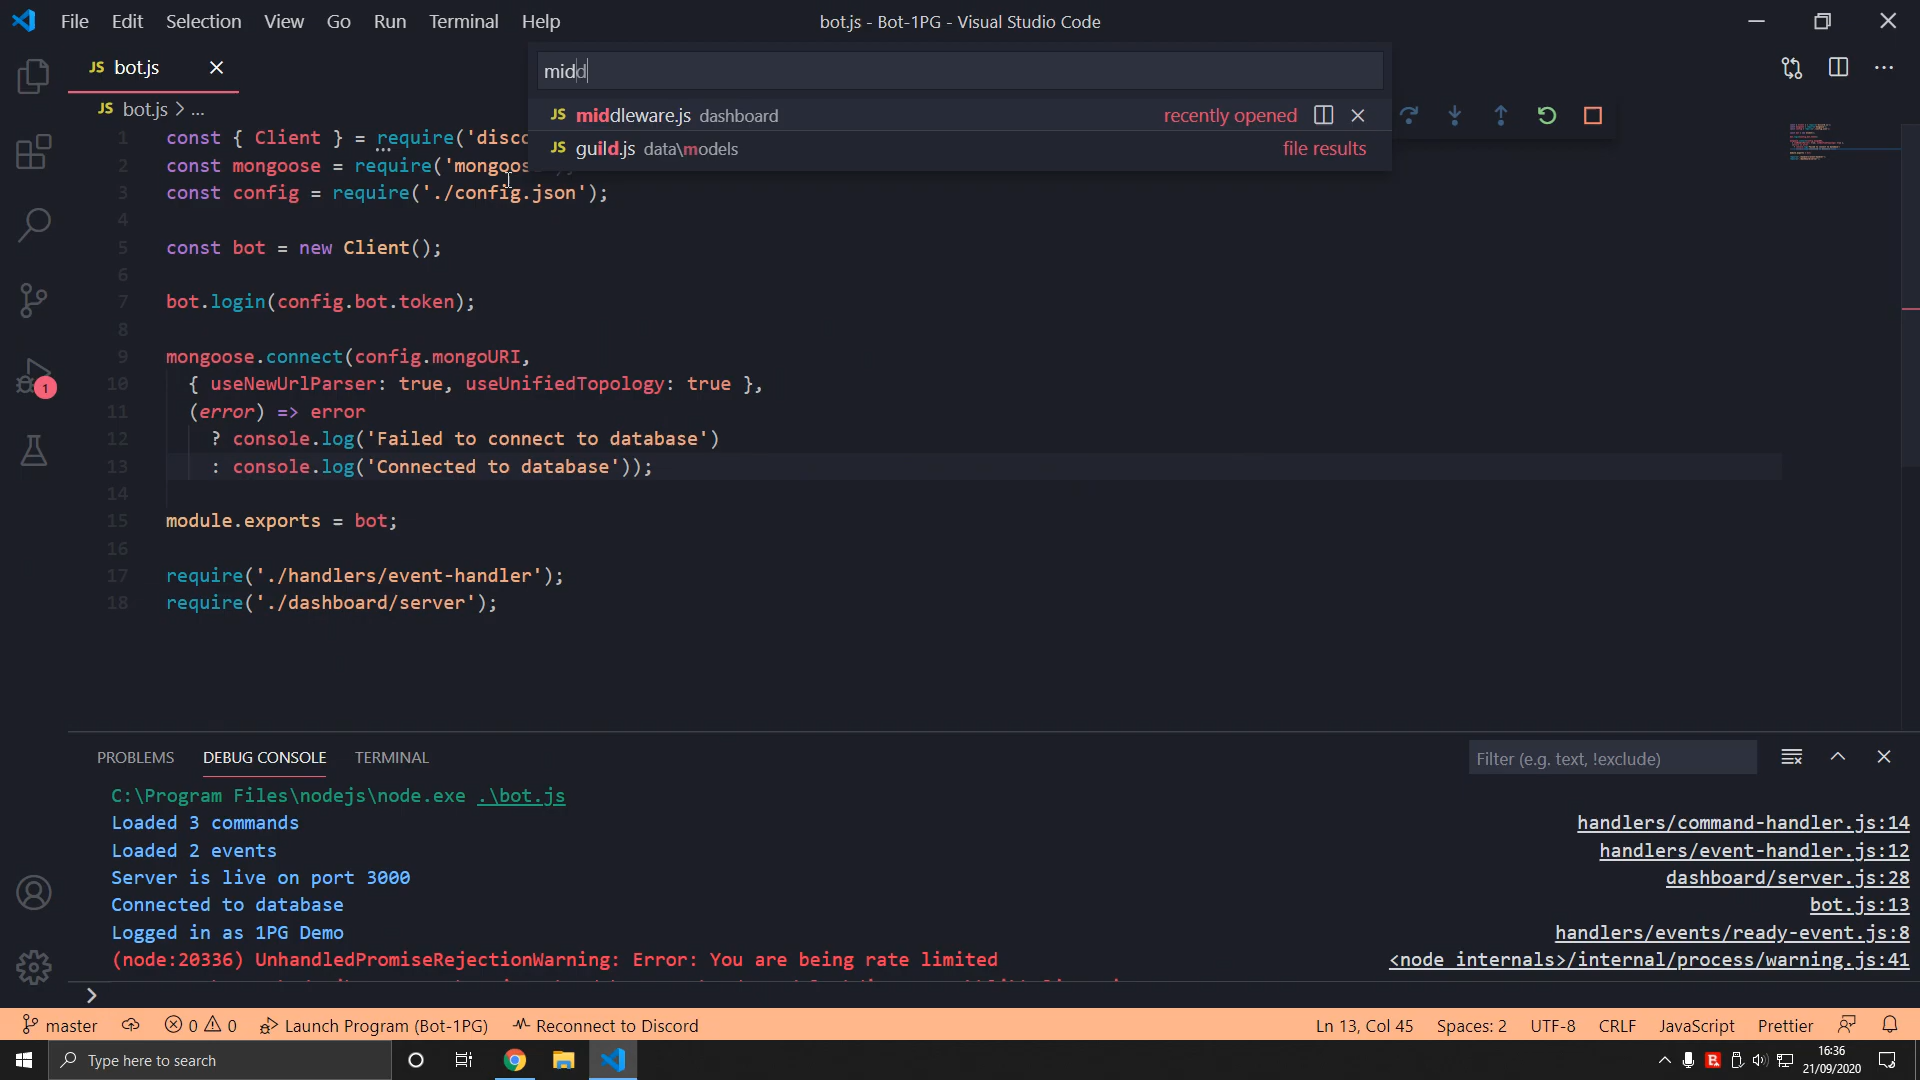 File Edit Selection View Go Run Terminal Help
bot.js - Bot-1PG - Visual Studio Code
JS bot.js
midd
JS middleware.js dashboard recently opened
JS guild.js data\models file results
JS bot.js > ...
1 const { Client } = require('disco
2 const mongoose = require('mongoos
3 const config = require('./config.json');
4
5 const bot = new Client();
6
7 bot.login(config.bot.token);
8
9 mongoose.connect(config.mongoURI,
10 { useNewUrlParser: true, useUnifiedTopology: true },
11 (error) => error
12 ? console.log('Failed to connect to database')
13 : console.log('Connected to database'));
14
15 module.exports = bot;
16
17 require('./handlers/event-handler');
18 require('./dashboard/server');
1
PROBLEMS DEBUG CONSOLE TERMINAL
Filter (e.g. text, !exclude)
C:\Program Files\nodejs\node.exe .\bot.js
Loaded 3 commands handlers/command-handler.js:14
Loaded 2 events handlers/event-handler.js:12
Server is live on port 3000 dashboard/server.js:28
Connected to database bot.js:13
Logged in as 1PG Demo handlers/events/ready-event.js:8
(node:20336) UnhandledPromiseRejectionWarning: Error: You are being rate limited <node_internals>/internal/process/warning.js:41
master 0 0 Launch Program (Bot-1PG) Reconnect to Discord
Ln 13, Col 45 Spaces: 2 UTF-8 CRLF JavaScript Prettier
Type here to search
16:36
21/09/2020